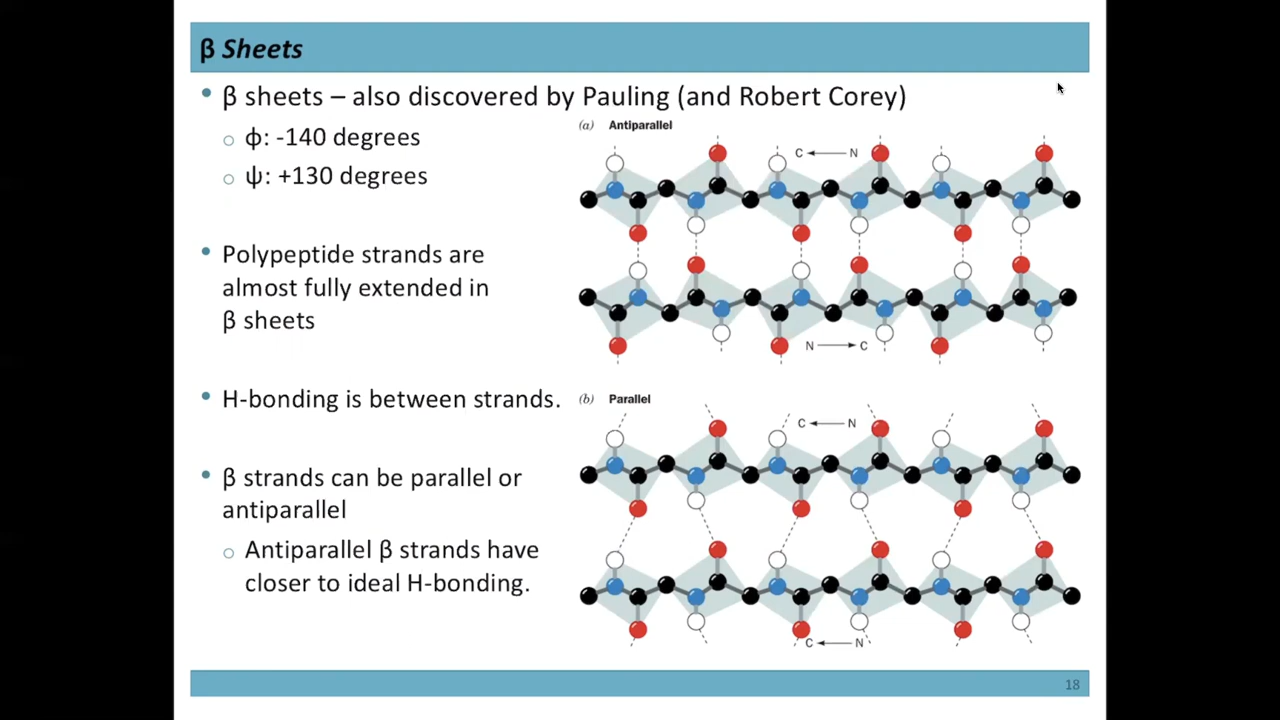 β Sheets
β sheets – also discovered by Pauling (and Robert Corey)
ϕ: -140 degrees
ψ: +130 degrees
Polypeptide strands are
almost fully extended in
β sheets
H-bonding is between strands.
β strands can be parallel or
antiparallel
Antiparallel β strands have
closer to ideal H-bonding.
(a) Antiparallel
C N
N C
(b) Parallel
C N
C N
18